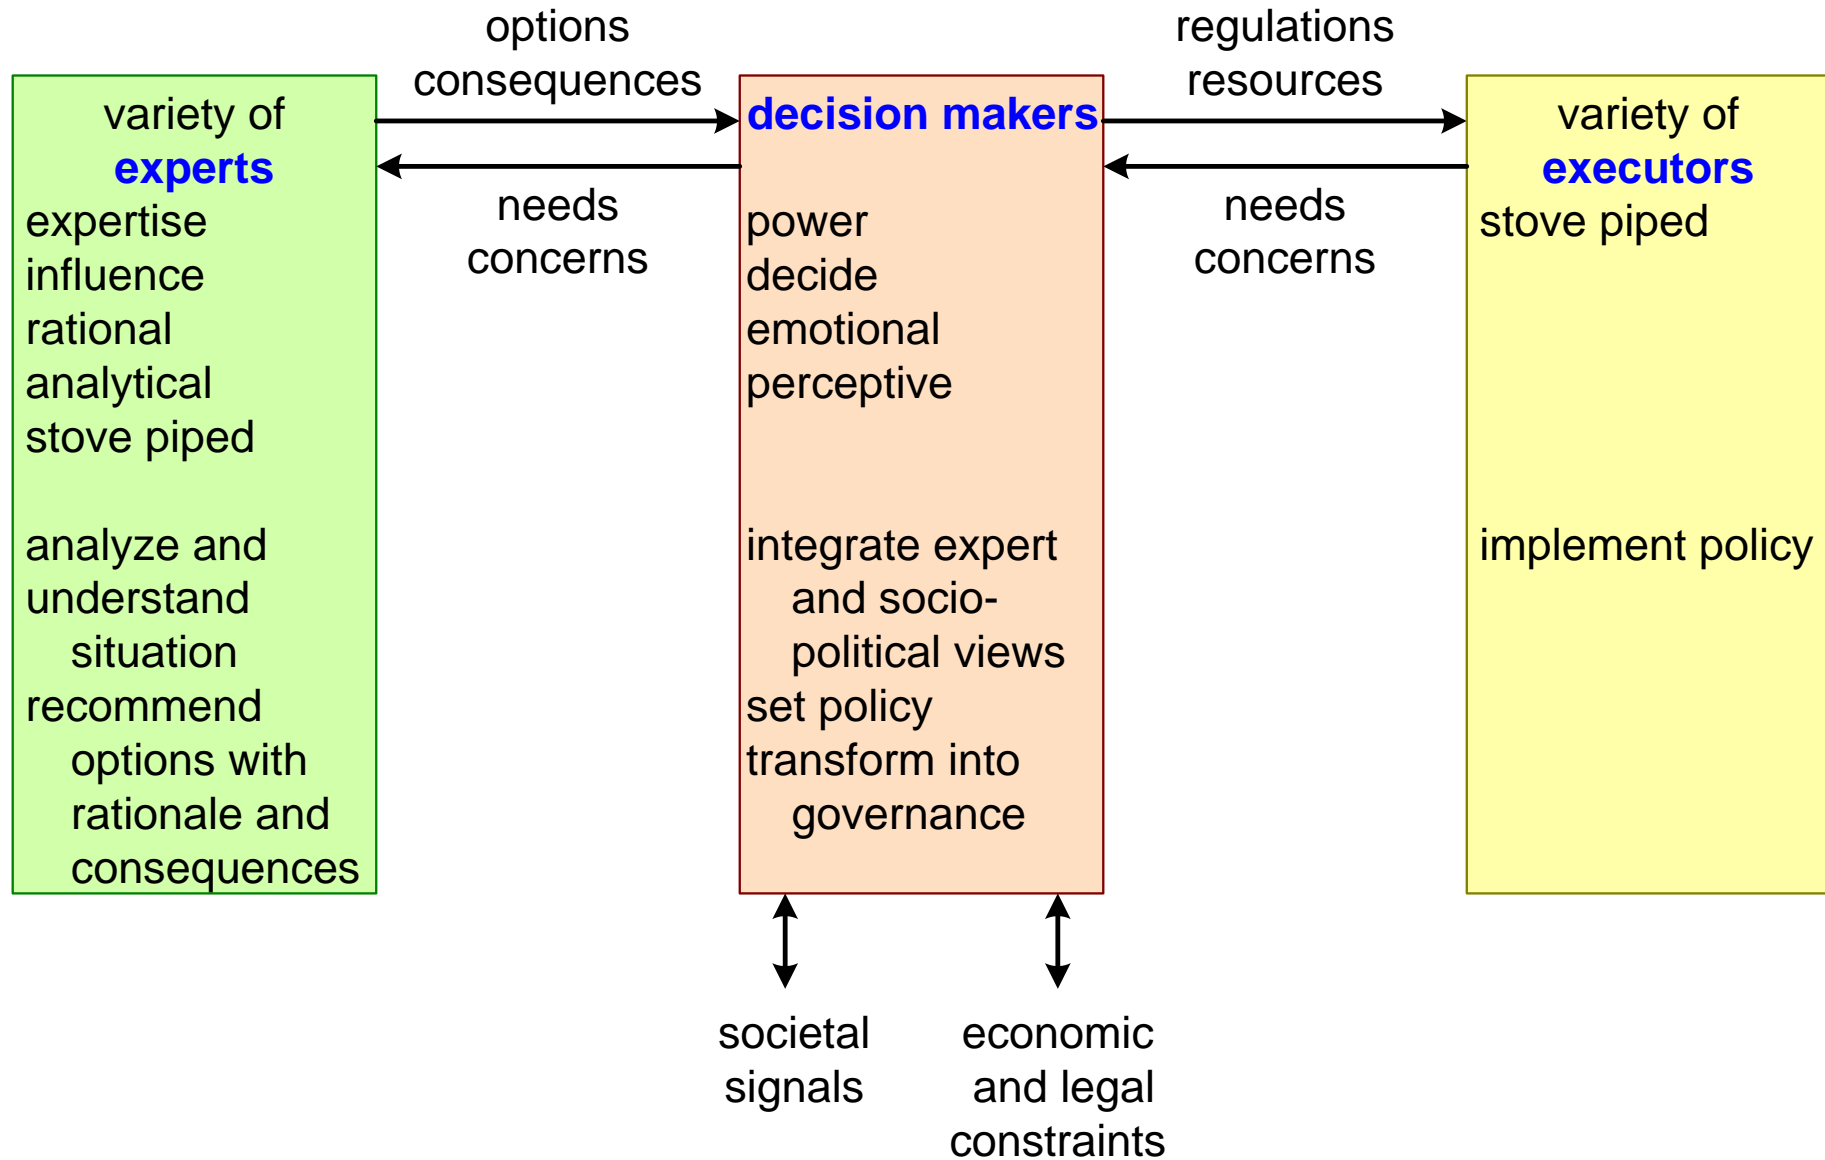 options
consequences
regulations
resources
variety of
experts
expertise
influence
rational
analytical
stove piped
analyze and
understand
situation
recommend
options with
rationale and
consequences
needs
concerns
decision makers
power
decide
emotional
perceptive
integrate expert
and socio-
political views
set policy
transform into
governance
needs
concerns
variety of
executors
stove piped
implement policy
societal
signals
economic
and legal
constraints